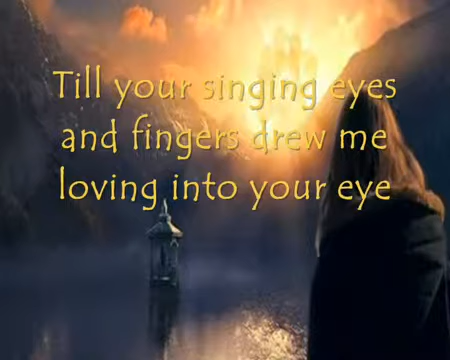 Till your singing eyes
and fingers drew me
loving into your eye